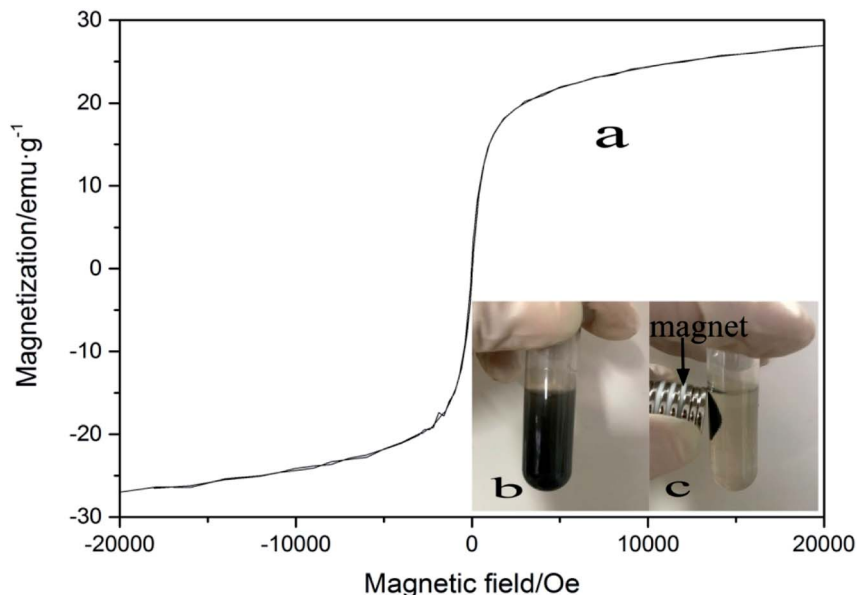 30
20
10
0
-10
-20
-30
Magnetization/emu·g⁻¹
a
magnet
b
c
-20000 -10000 0 10000 20000
Magnetic field/Oe